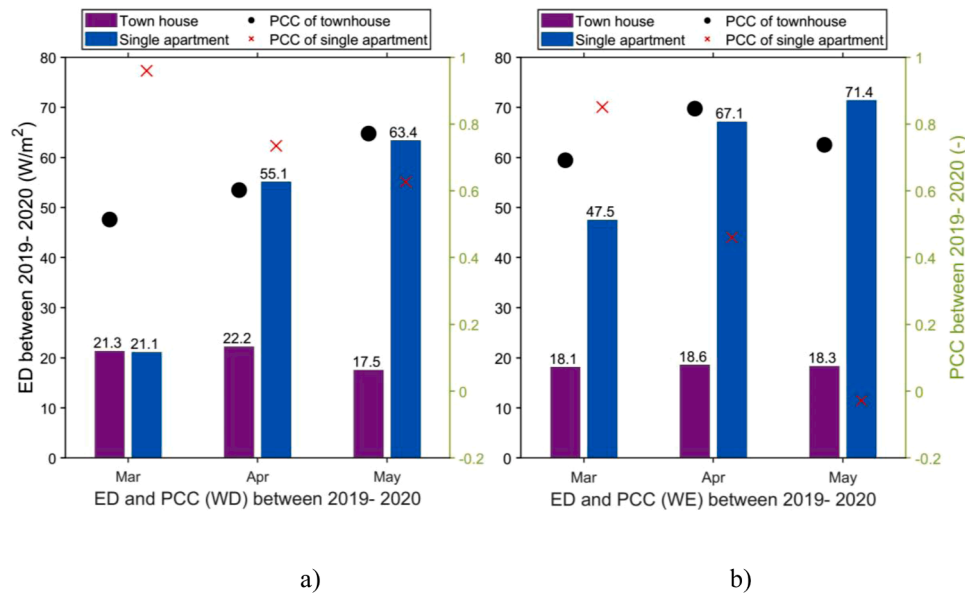 Town house
PCC of townhouse
Single apartment
PCC of single apartment
80
70
60
50
40
30
20
10
0
ED between 2019- 2020 (W/m²)
21.3
21.1
22.2
55.1
17.5
63.4
1
0.8
0.6
0.4
0.2
0
-0.2
Mar
Apr
May
ED and PCC (WD) between 2019- 2020
a)
Town house
PCC of townhouse
Single apartment
PCC of single apartment
80
70
60
50
40
30
20
10
0
18.1
47.5
18.6
67.1
18.3
71.4
1
0.8
0.6
0.4
0.2
0
-0.2
PCC between 2019- 2020 (-)
Mar
Apr
May
ED and PCC (WE) between 2019- 2020
b)